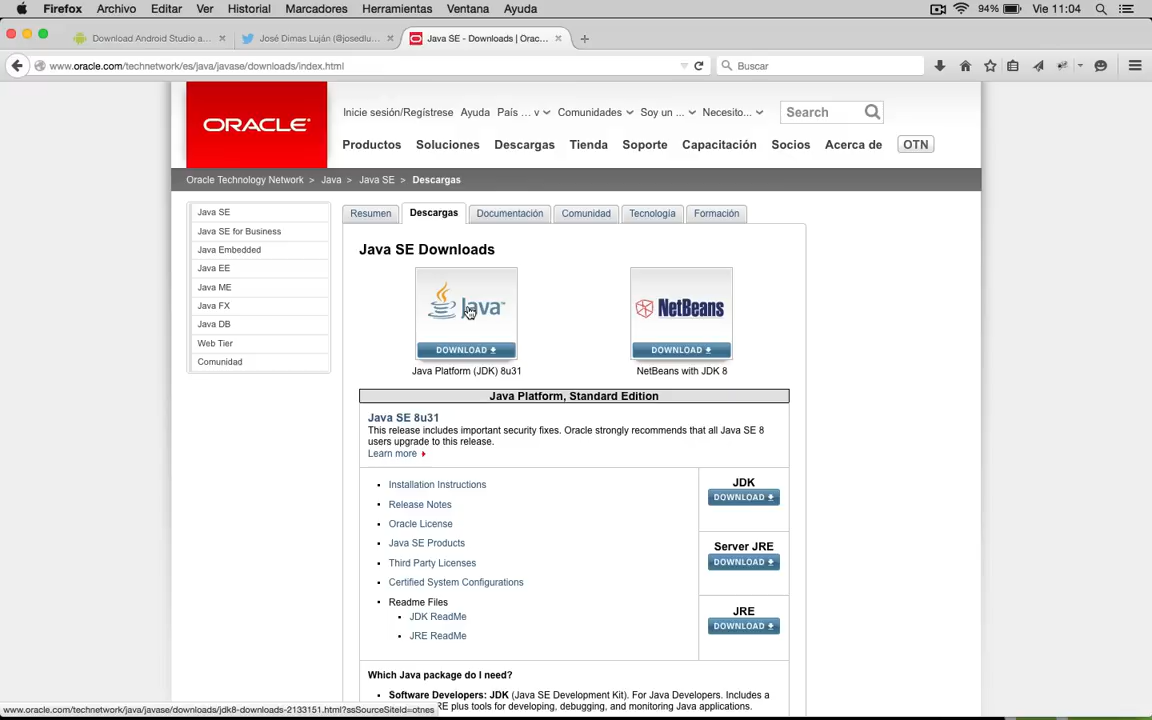 Firefox Archivo Editar Ver Historial Marcadores Herramientas Ventana Ayuda 94% Vie 11:04
Download Android Studio a... José Dimas Luján (@josedlu... Java SE - Downloads | Orac...
www.oracle.com/technetwork/es/java/javase/downloads/index.html Buscar
ORACLE
Inicie sesión/Regístrese Ayuda País ... v Comunidades Soy un ... Necesito... Search
Productos Soluciones Descargas Tienda Soporte Capacitación Socios Acerca de OTN
Oracle Technology Network > Java > Java SE > Descargas
Java SE
Java SE for Business
Java Embedded
Java EE
Java ME
Java FX
Java DB
Web Tier
Comunidad
Resumen Descargas Documentación Comunidad Tecnología Formación
Java SE Downloads
Java
DOWNLOAD
Java Platform (JDK) 8u31
NetBeans
DOWNLOAD
NetBeans with JDK 8
Java Platform, Standard Edition
Java SE 8u31
This release includes important security fixes. Oracle strongly recommends that all Java SE 8
users upgrade to this release.
Learn more
Installation Instructions
Release Notes
Oracle License
Java SE Products
Third Party Licenses
Certified System Configurations
Readme Files
JDK ReadMe
JRE ReadMe
JDK
DOWNLOAD
Server JRE
DOWNLOAD
JRE
DOWNLOAD
Which Java package do I need?
Software Developers: JDK (Java SE Development Kit). For Java Developers. Includes a
RE plus tools for developing, debugging, and monitoring Java applications.
www.oracle.com/technetwork/java/javase/downloads/jdk8-downloads-2133151.html?ssSourceSiteId=otnes